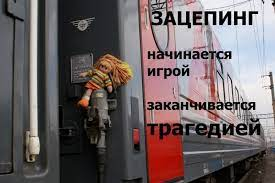 ЗАЦЕПИНГ
начинается
игрой
заканчивается
трагедией